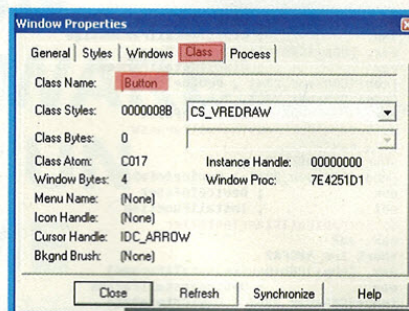 Window Properties
General Styles Windows Class Process
Class Name: Button
Class Styles: 0000008B CS_VREDRAW
Class Bytes: 0
Class Atom: C017 Instance Handle: 00000000
Window Bytes: 4 Window Proc: 7E4251D1
Menu Name: (None)
Icon Handle: (None)
Cursor Handle: IDC_ARROW
Bkgnd Brush: (None)
Close Refresh Synchronize Help